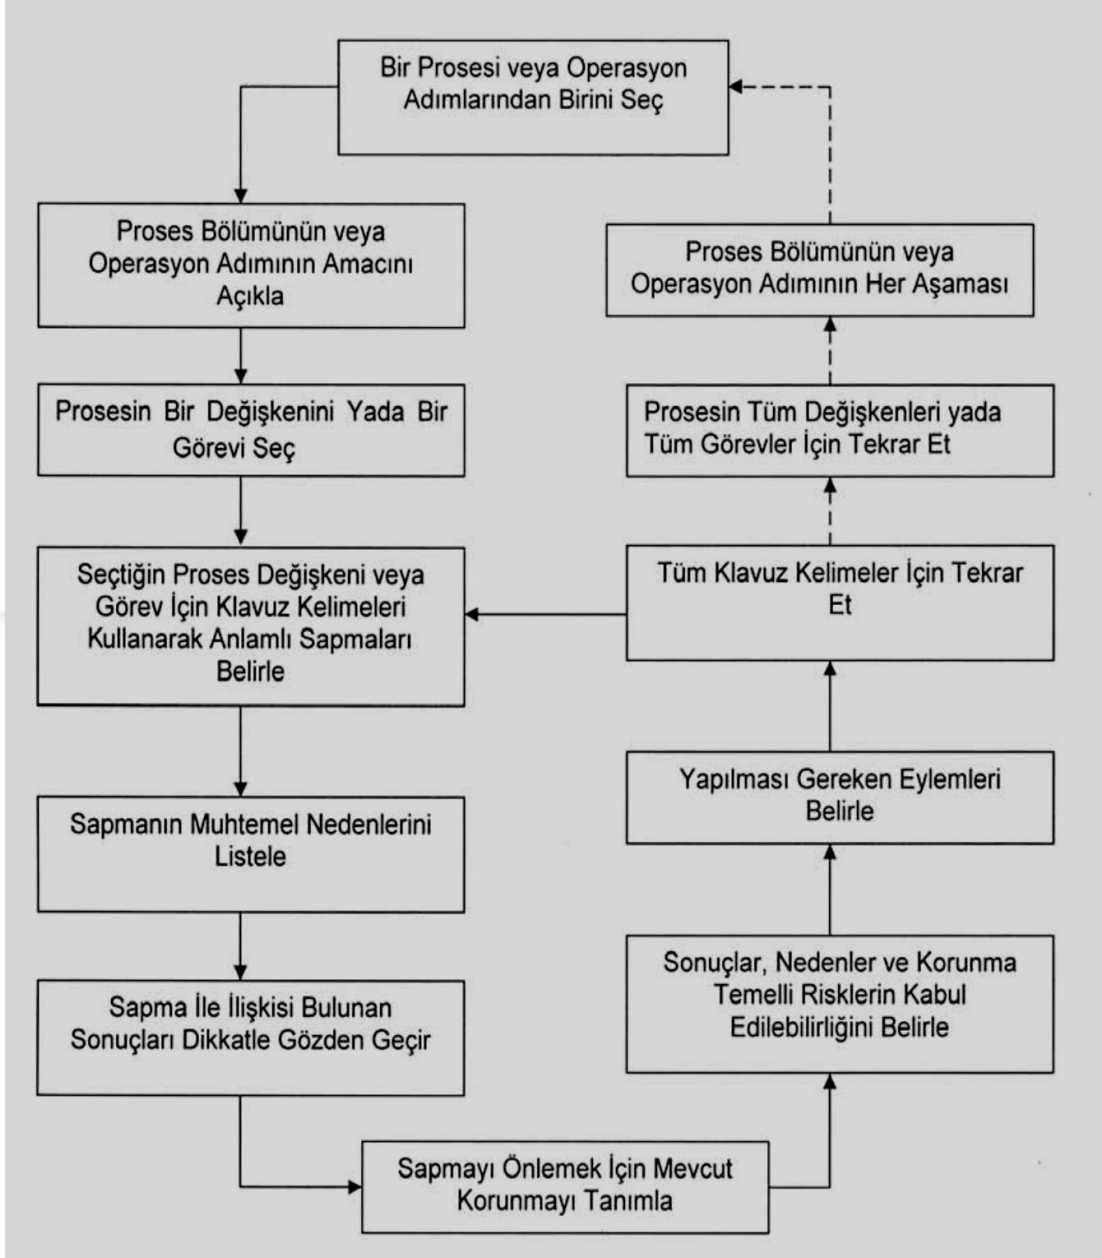 Bir Prosesi veya Operasyon
Adımlarından Birini Seç
Proses Bölümünün veya
Operasyon Adımının Amacını
Açıkla
Prosesin Bir Değişkenini Yada Bir
Görevi Seç
Seçtiğin Proses Değişkeni veya
Görev İçin Klavuz Kelimeleri
Kullanarak Anlamlı Sapmaları
Belirle
Sapmanın Muhtemel Nedenlerini
Listele
Sapma İle İlişkisi Bulunan
Sonuçları Dikkatle Gözden Geçir
Sapmayı Önlemek İçin Mevcut
Korunmayı Tanımla
Sonuçlar, Nedenler ve Korunma
Temelli Risklerin Kabul
Edilebilirliğini Belirle
Yapılması Gereken Eylemleri
Belirle
Tüm Klavuz Kelimeler İçin Tekrar
Et
Prosesin Tüm Değişkenleri yada
Tüm Görevler İçin Tekrar Et
Proses Bölümünün veya
Operasyon Adımının Her Aşaması